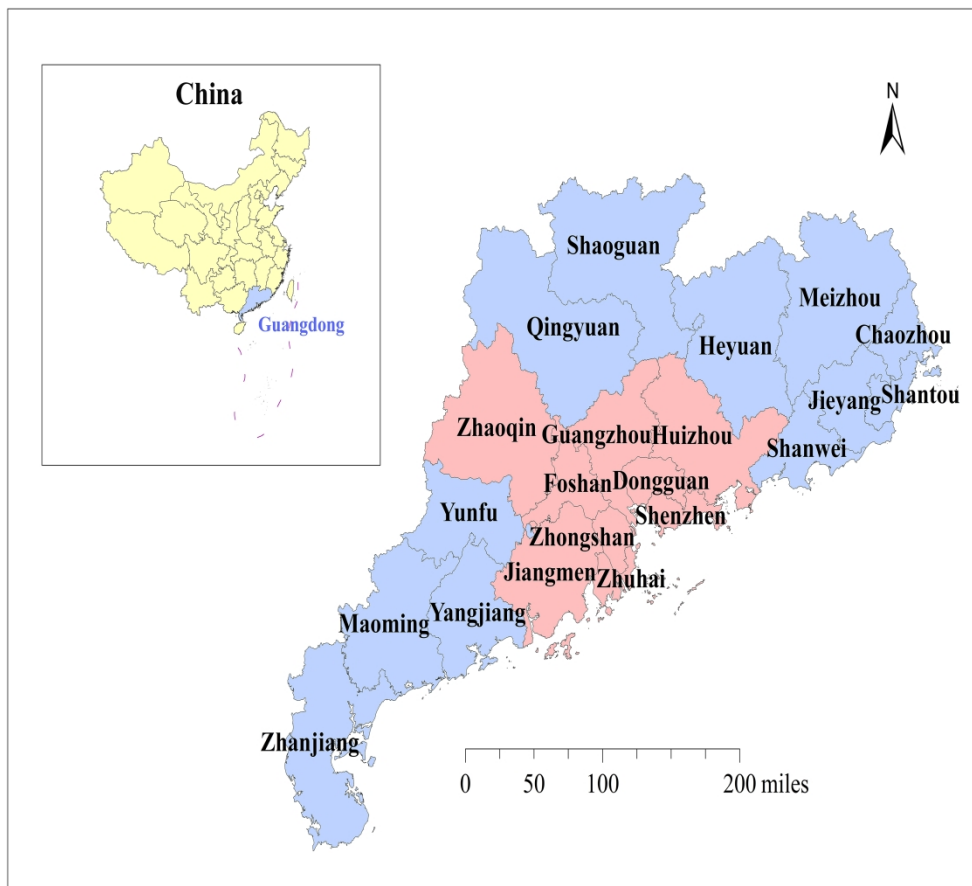 China
Guangdong
N
Shaoguan
Meizhou
Qingyuan
Chaozhou
Heyuan
Jieyang
Shantou
Zhaoqin
Guangzhou
Huizhou
Shanwei
Foshan
Dongguan
Yunfu
Shenzhen
Zhongshan
Jiangmen
Zhuhai
Yangjiang
Maoming
Zhanjiang
0 50 100 200 miles